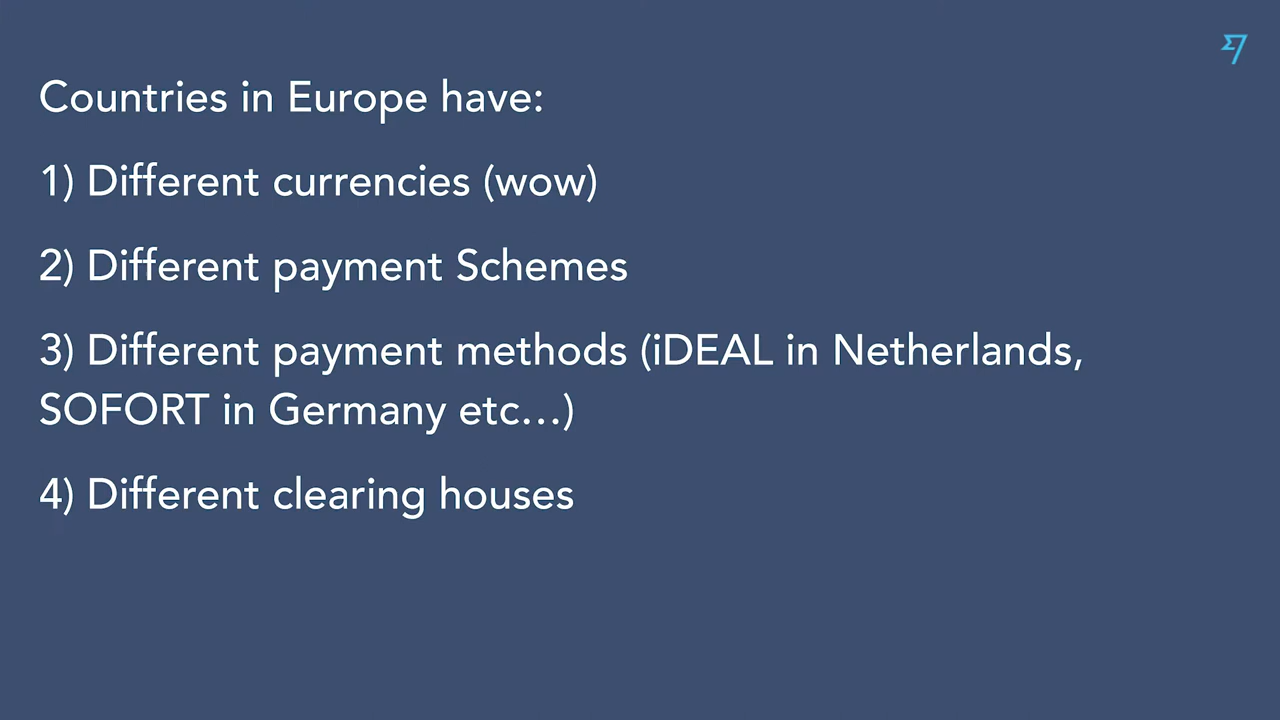 Countries in Europe have:
1) Different currencies (wow)
2) Different payment Schemes
3) Different payment methods (iDEAL in Netherlands,
SOFORT in Germany etc…)
4) Different clearing houses